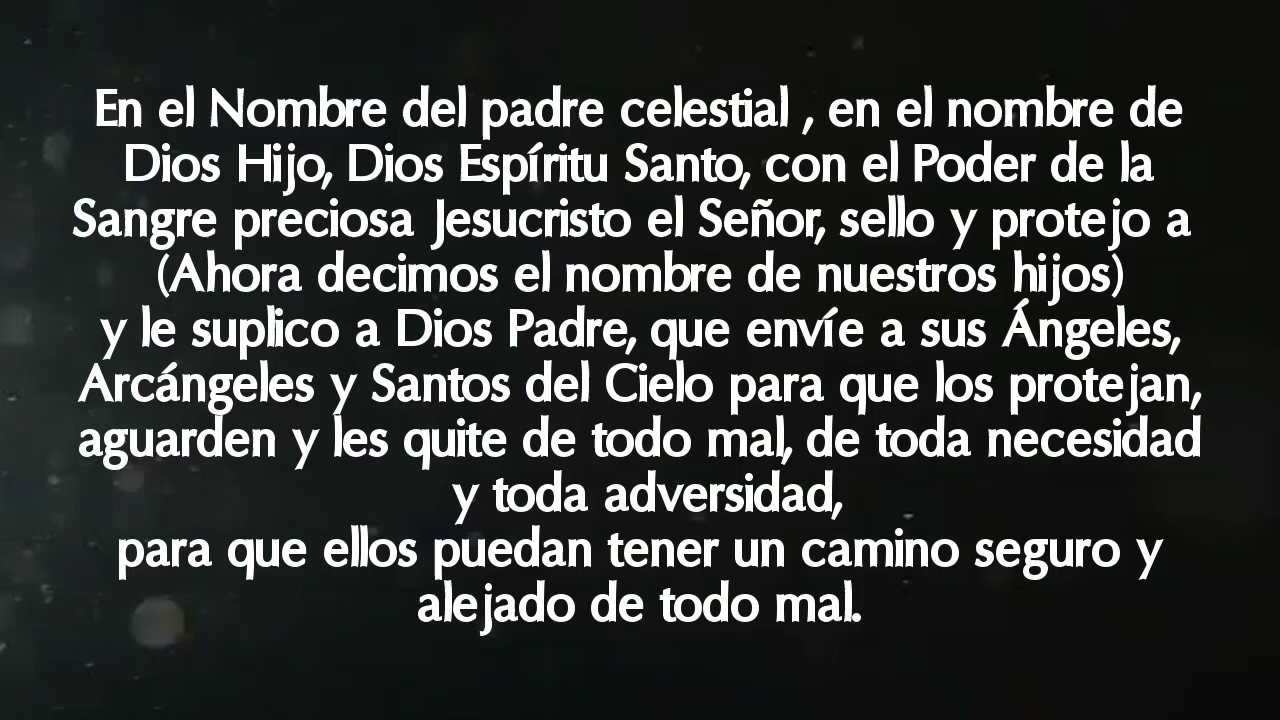 En el Nombre del padre celestial , en el nombre de
Dios Hijo, Dios Espíritu Santo, con el Poder de la
Sangre preciosa Jesucristo el Señor, sello y protejo a
(Ahora decimos el nombre de nuestros hijos)
y le suplico a Dios Padre, que envíe a sus Ángeles,
Arcángeles y Santos del Cielo para que los protejan,
aguarden y les quite de todo mal, de toda necesidad
y toda adversidad,
para que ellos puedan tener un camino seguro y
alejado de todo mal.